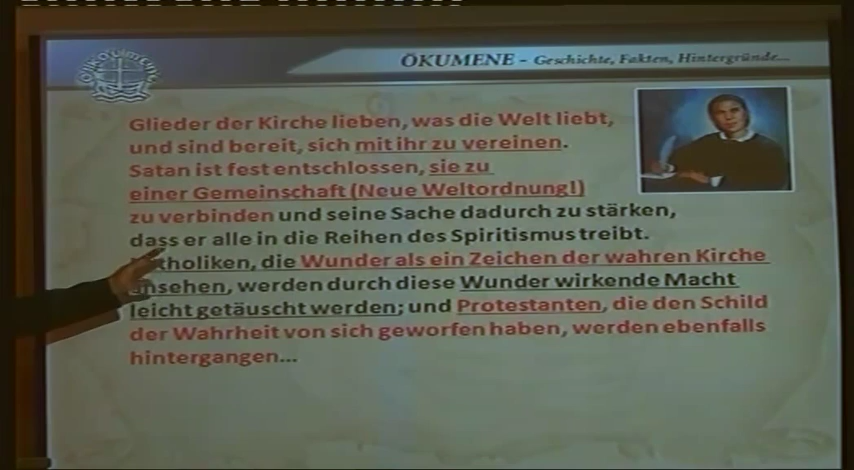 ÖKUMENE - Geschichte, Fakten, Hintergründe...
Glieder der Kirche lieben, was die Welt liebt,
und sind bereit, sich mit ihr zu vereinen.
Satan ist fest entschlossen, sie zu
einer Gemeinschaft (Neue Weltordnung!)
zu verbinden und seine Sache dadurch zu stärken,
dass er alle in die Reihen des Spiritismus treibt.
tholiken, die Wunder als ein Zeichen der wahren Kirche
ansehen, werden durch diese Wunder wirkende Macht
leicht getäuscht werden; und Protestanten, die den Schild
der Wahrheit von sich geworfen haben, werden ebenfalls
hintergangen...